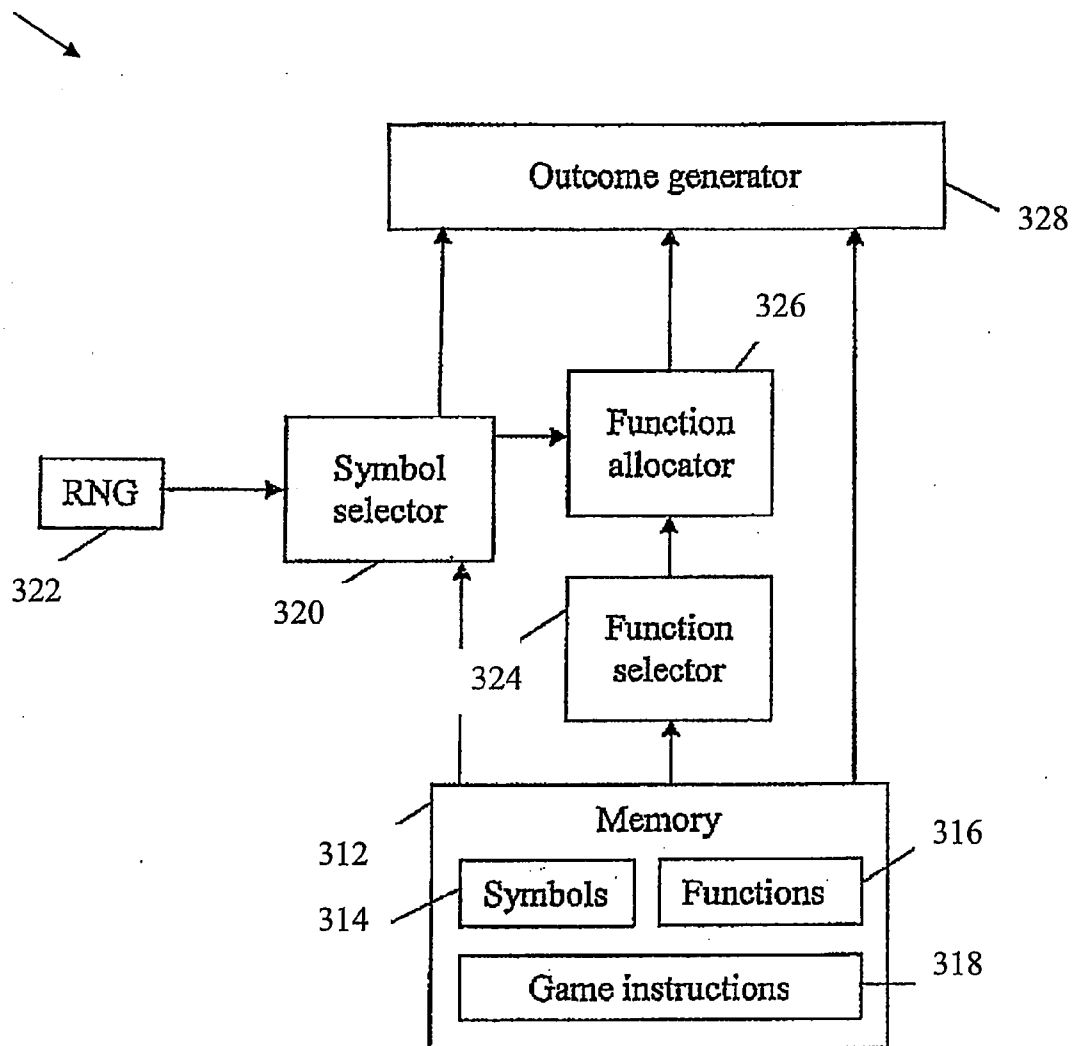 Outcome generator
328
326
Function
allocator
Symbol
selector
RNG
322
320
324
Function
selector
Memory
312
316
Symbols
Functions
314
318
Game instructions